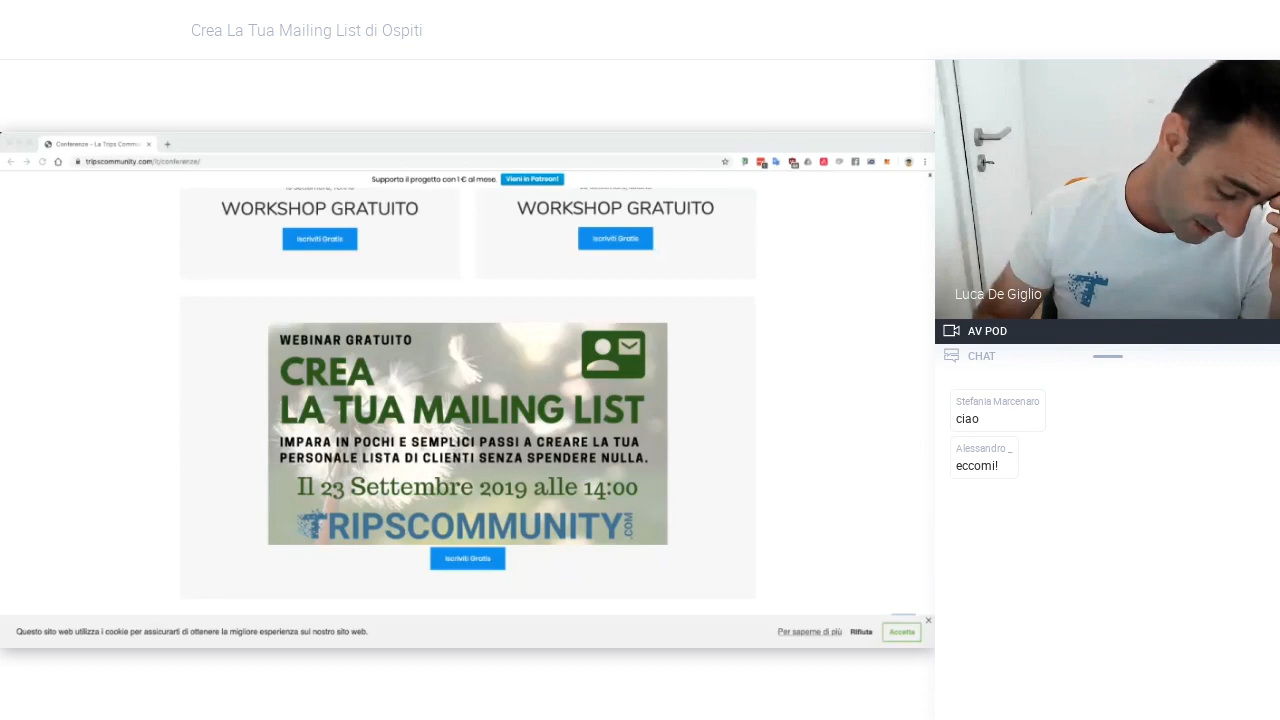 Crea La Tua Mailing List di Ospiti
Conferenze - La Trips Commu
tripscommunity.com/it/conferenze/
Supporta il progetto con 1 € al mese. Vieni in Patreon!
WORKSHOP GRATUITO
Iscriviti Gratis
WORKSHOP GRATUITO
Iscriviti Gratis
WEBINAR GRATUITO
CREA
LA TUA MAILING LIST
IMPARA IN POCHI E SEMPLICI PASSI A CREARE LA TUA
PERSONALE LISTA DI CLIENTI SENZA SPENDERE NULLA.
Il 23 Settembre 2019 alle 14:00
TRIPSCOMMUNITY.COM
Iscriviti Gratis
Questo sito web utilizza i cookie per assicurarti di ottenere la migliore esperienza sul nostro sito web.
Per saperne di più Rifiuta Accetta
Luca De Giglio
AV POD
CHAT
Stefania Marcenaro
ciao
Alessandro _
eccomi!